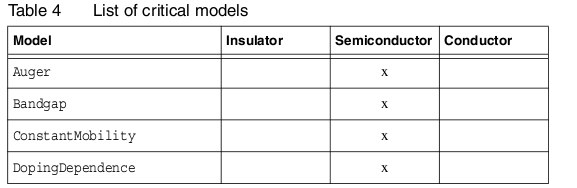 Table 4 List of critical models
Model Insulator Semiconductor Conductor
Auger x
Bandgap x
ConstantMobility x
DopingDependence x